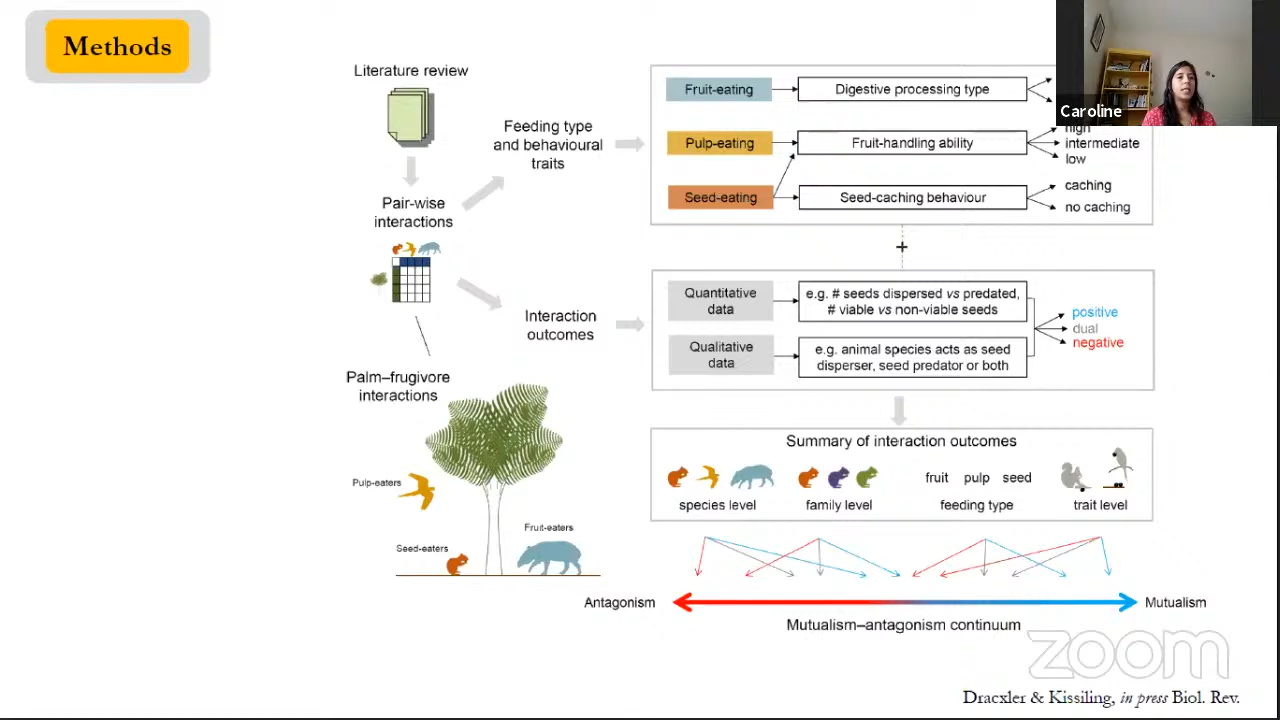 Methods
Caroline
Literature review
Feeding type
and behavioural
traits
Pair-wise
interactions
Interaction
outcomes
Palm–frugivore
interactions
Pulp-eaters
Seed-eaters
Fruit-eaters
Fruit-eating
Digestive processing type
Pulp-eating
Fruit-handling ability
high
intermediate
low
Seed-eating
Seed-caching behaviour
caching
no caching
+
Quantitative
data
e.g. # seeds dispersed vs predated,
# viable vs non-viable seeds
Qualitative
data
e.g. animal species acts as seed
disperser, seed predator or both
positive
dual
negative
Summary of interaction outcomes
fruit pulp seed
species level
family level
feeding type
trait level
Antagonism
Mutualism
Mutualism–antagonism continuum
zoom
Dracxler & Kissiling, in press Biol. Rev.